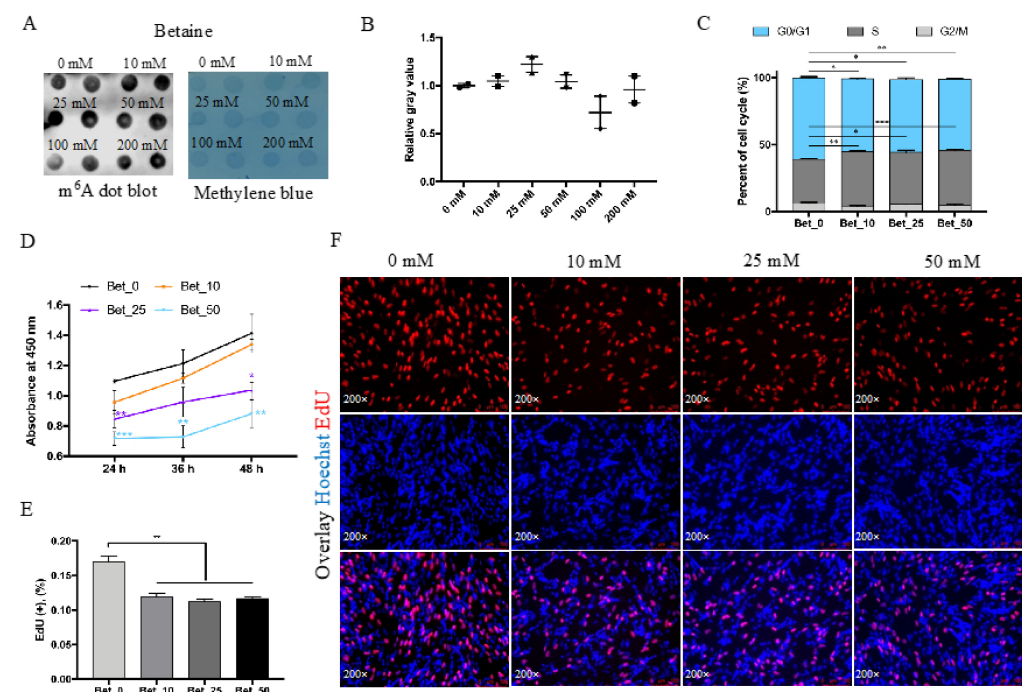 A
Betaine
0 mM 10 mM
25 mM 50 mM
100 mM 200 mM
m⁶A dot blot
0 mM 10 mM
25 mM 50 mM
100 mM 200 mM
Methylene blue
B
Relative gray value
1.5
1.0
0.5
0.0
0 mM 10 mM 25 mM 50 mM 100 mM 200 mM
C
G0/G1 S G2/M
Percent of cell cycle (%)
100
50
0
**
*
*
***
*
**
Bet_0 Bet_10 Bet_25 Bet_50
D
Bet_0 Bet_10
Bet_25 Bet_50
Absorbance at 450 nm
1.6
1.4
1.2
1.0
0.8
0.6
**
***
**
*
**
24 h 36 h 48 h
E
EdU (+), (%)
0.20
0.15
0.10
0.05
0.00
**
Bet_0 Bet_10 Bet_25 Bet_50
F
0 mM 10 mM 25 mM 50 mM
Overlay Hoechst EdU
200× 200× 200× 200×
200× 200× 200× 200×
200× 200× 200× 200×